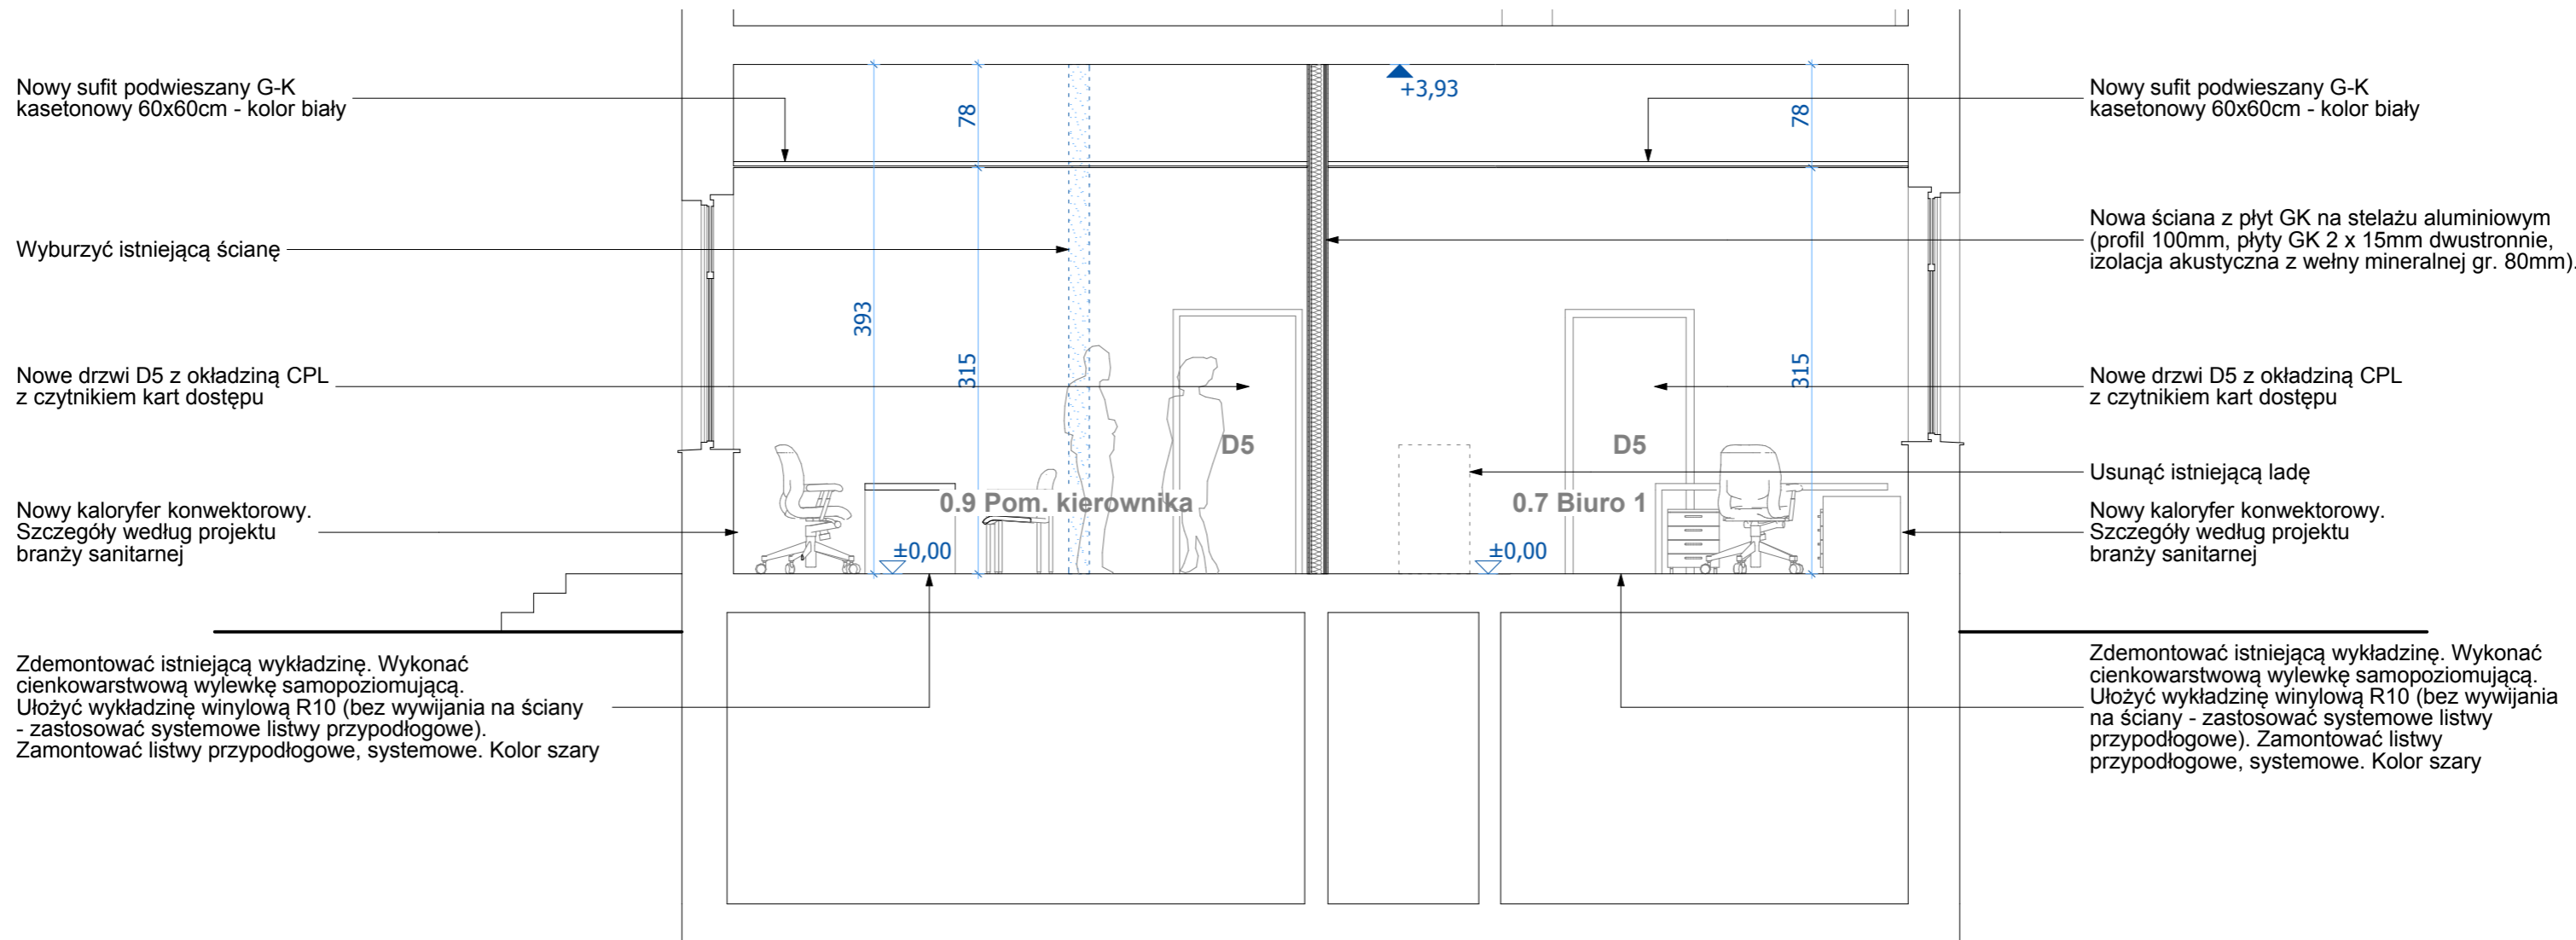 Nowy sufit podwieszany G-K
kasetonowy 60x60cm - kolor biały
Wyburzyć istniejącą ścianę
Nowe drzwi D5 z okładziną CPL
z czytnikiem kart dostępu
Nowy kaloryfer konwektorowy.
Szczegóły według projektu
branży sanitarnej
Zdemontować istniejącą wykładzinę. Wykonać
cienkowarstwową wylewkę samopoziomującą.
Ułożyć wykładzinę winylową R10 (bez wywijania na ściany
- zastosować systemowe listwy przypodłogowe).
Zamontować listwy przypodłogowe, systemowe. Kolor szary
78
393
315
D5
0.9 Pom. kierownika
±0,00
+3,93
78
315
D5
0.7 Biuro 1
±0,00
Nowy sufit podwieszany G-K
kasetonowy 60x60cm - kolor biały
Nowa ściana z płyt GK na stelażu aluminiowym
(profil 100mm, płyty GK 2 x 15mm dwustronnie,
izolacja akustyczna z wełny mineralnej gr. 80mm).
Nowe drzwi D5 z okładziną CPL
z czytnikiem kart dostępu
Usunąć istniejącą ladę
Nowy kaloryfer konwektorowy.
Szczegóły według projektu
branży sanitarnej
Zdemontować istniejącą wykładzinę. Wykonać
cienkowarstwową wylewkę samopoziomującą.
Ułożyć wykładzinę winylową R10 (bez wywijania
na ściany - zastosować systemowe listwy
przypodłogowe). Zamontować listwy
przypodłogowe, systemowe. Kolor szary